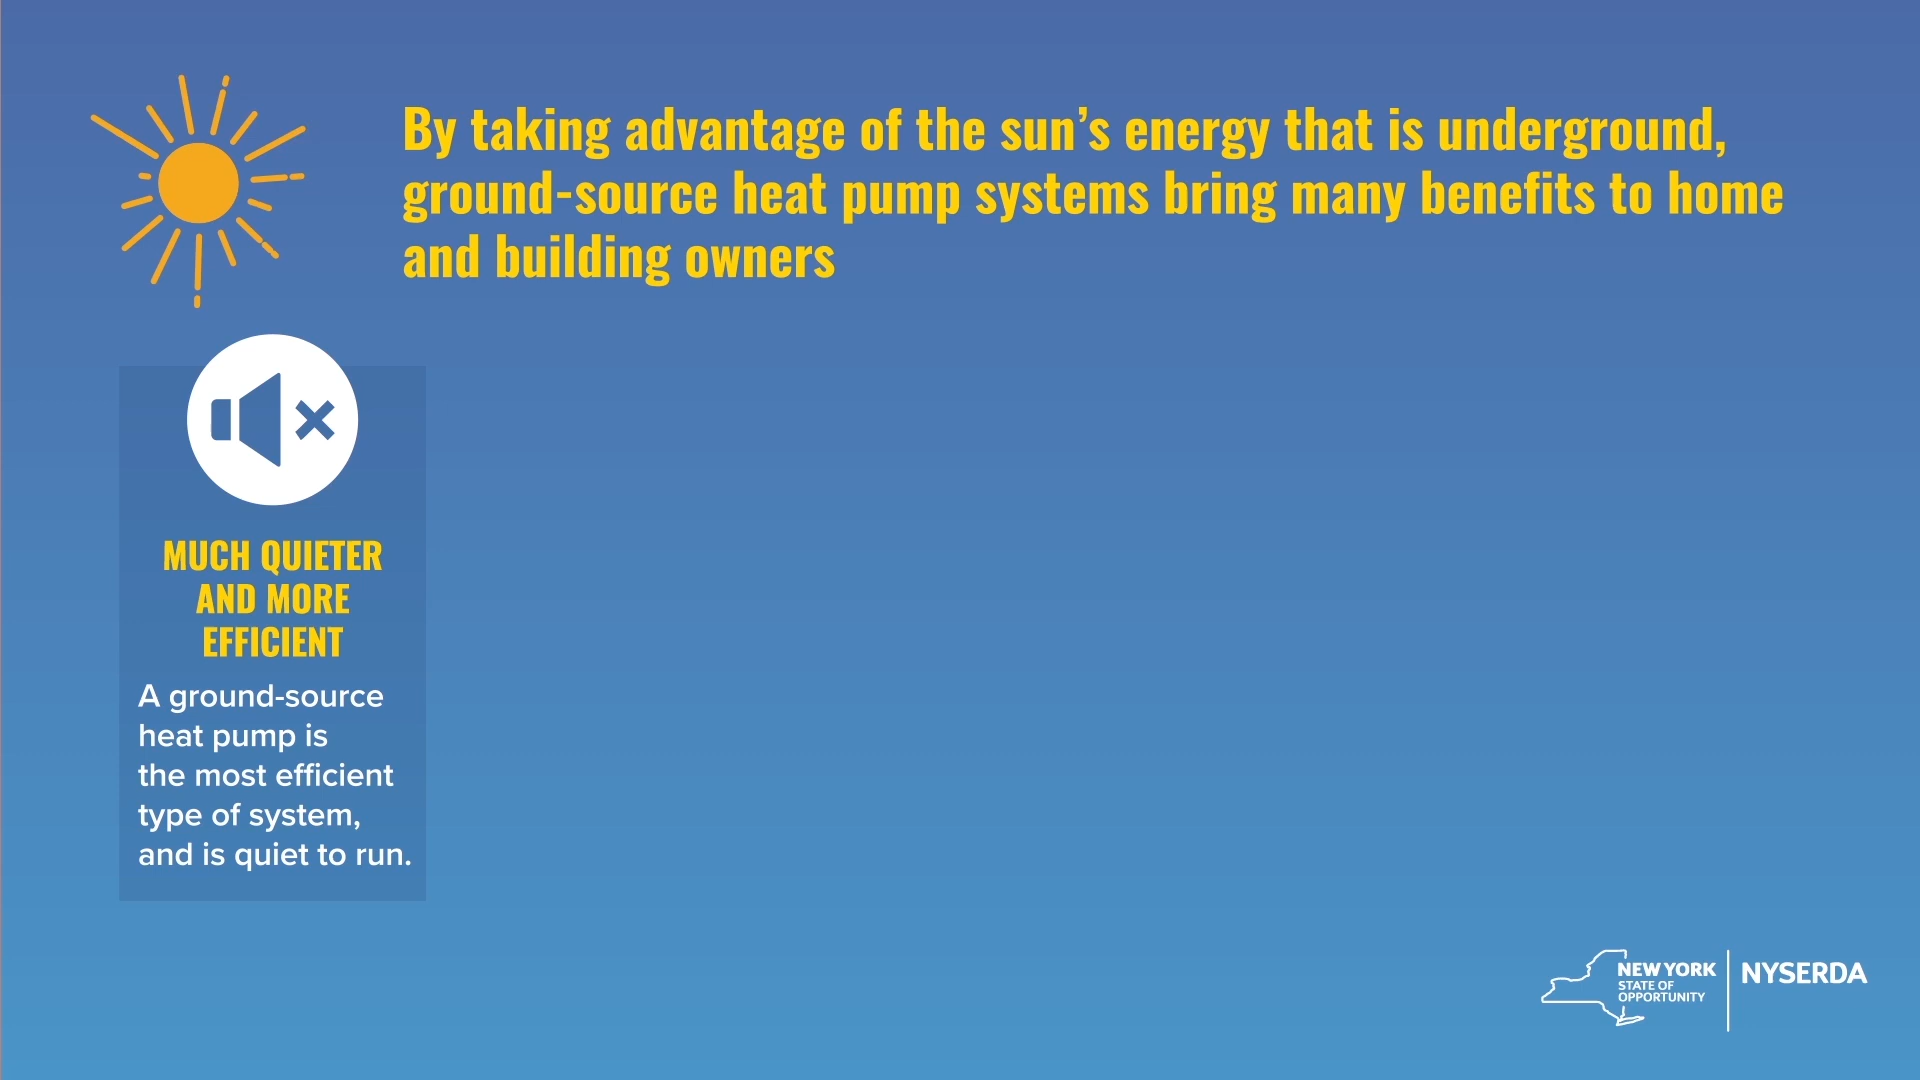 By taking advantage of the sun’s energy that is underground,
ground-source heat pump systems bring many benefits to home
and building owners
MUCH QUIETER
AND MORE
EFFICIENT
A ground-source
heat pump is
the most efficient
type of system,
and is quiet to run.
NEW YORK
STATE OF
OPPORTUNITY
NYSERDA